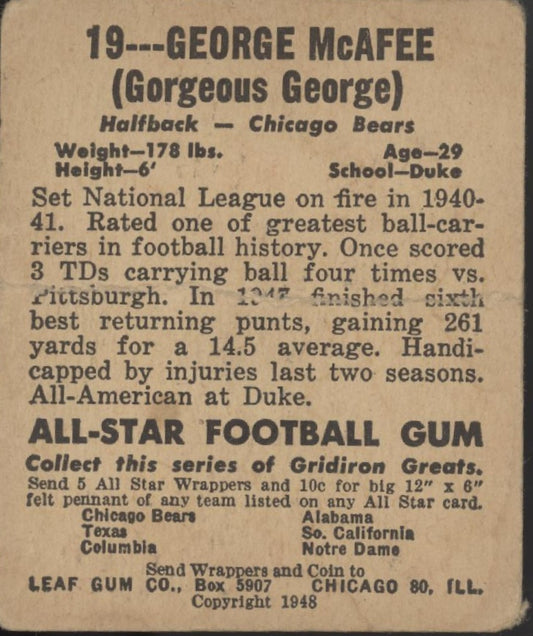 19---GEORGE McAFEE
(Gorgeous George)
Halfback — Chicago Bears
Weight—178 lbs. Age—29
Height—6' School—Duke
Set National League on fire in 1940-
41. Rated one of greatest ball-car-
riers in football history. Once scored
3 TDs carrying ball four times vs.
Pittsburgh. In 1947 finished sixth
best returning punts, gaining 261
yards for a 14.5 average. Handi-
capped by injuries last two seasons.
All-American at Duke.
ALL-STAR FOOTBALL GUM
Collect this series of Gridiron Greats.
Send 5 All Star Wrappers and 10c for big 12" x 6"
felt pennant of any team listed on any All Star card.
Chicago Bears Alabama
Texas So. California
Columbia Notre Dame
Send Wrappers and Coin to
LEAF GUM CO., Box 5907 CHICAGO 80, ILL.
Copyright 1948